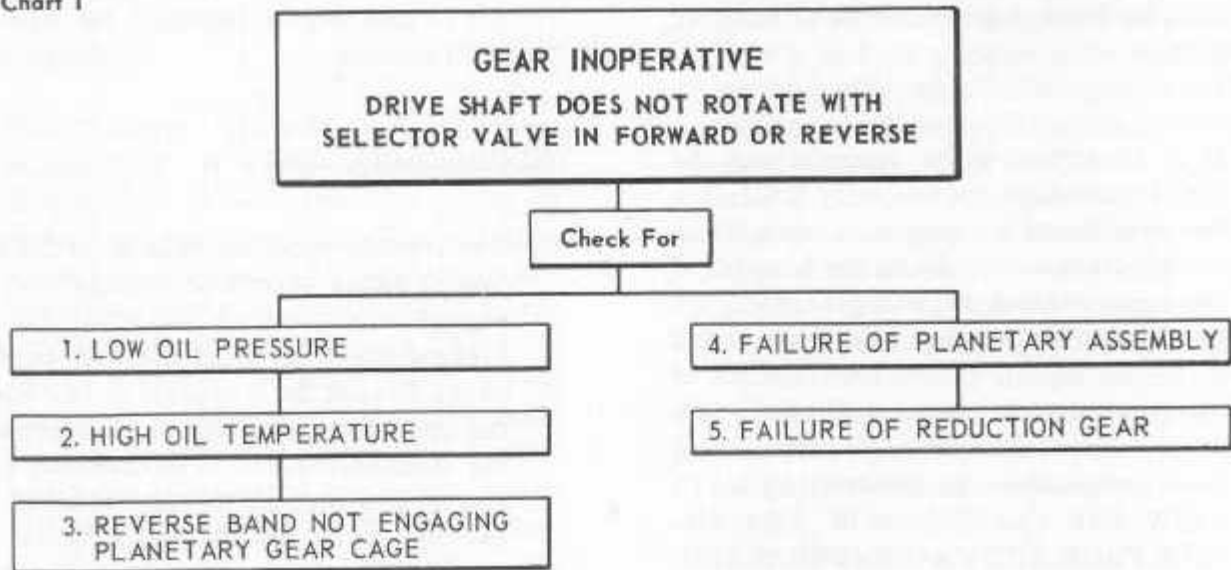 Chart 1
GEAR INOPERATIVE
DRIVE SHAFT DOES NOT ROTATE WITH
SELECTOR VALVE IN FORWARD OR REVERSE
Check For
1. LOW OIL PRESSURE
2. HIGH OIL TEMPERATURE
3. REVERSE BAND NOT ENGAGING
PLANETARY GEAR CAGE
4. FAILURE OF PLANETARY ASSEMBLY
5. FAILURE OF REDUCTION GEAR